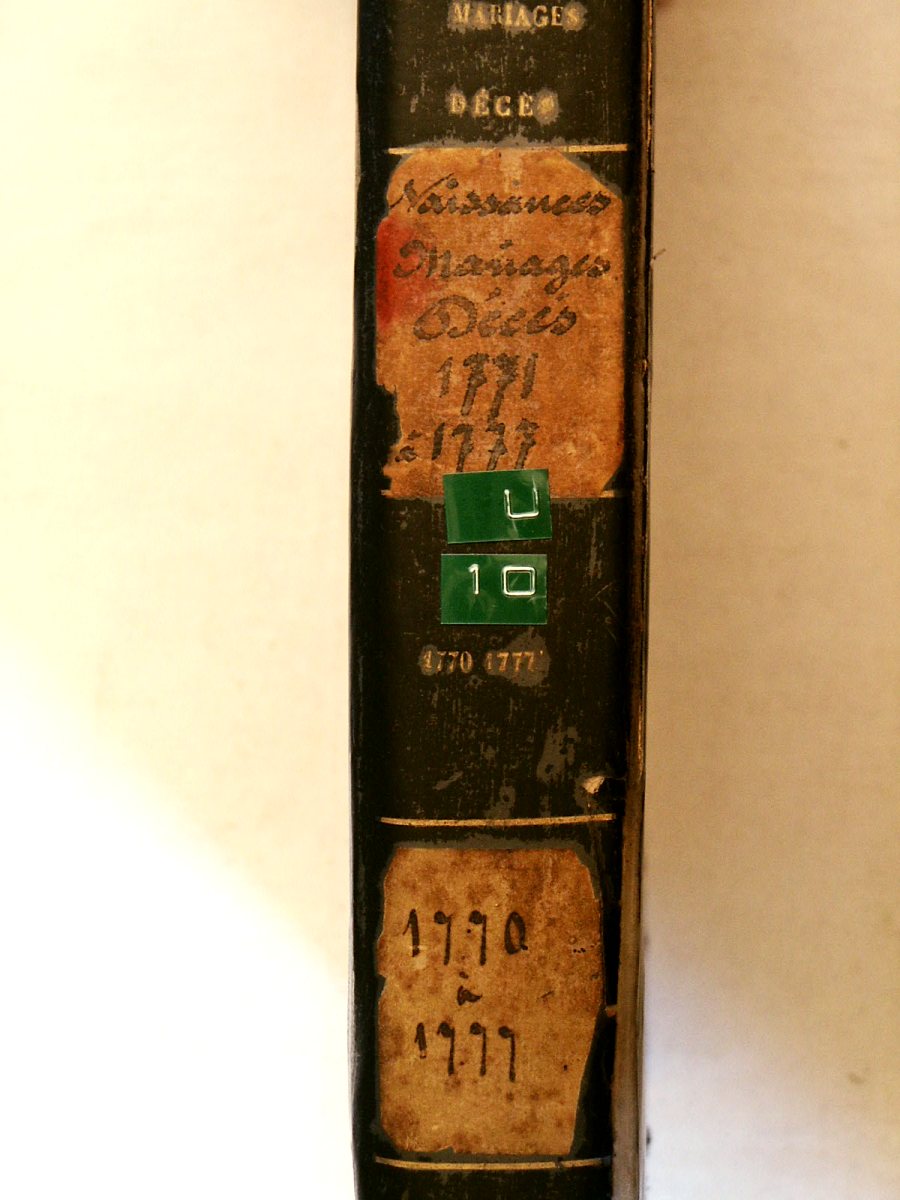 MARIAGES
DÉCÈS
Naissances
Mariages
Décès
1771
à 1777
U
10
1770 1777
1770
à
1777